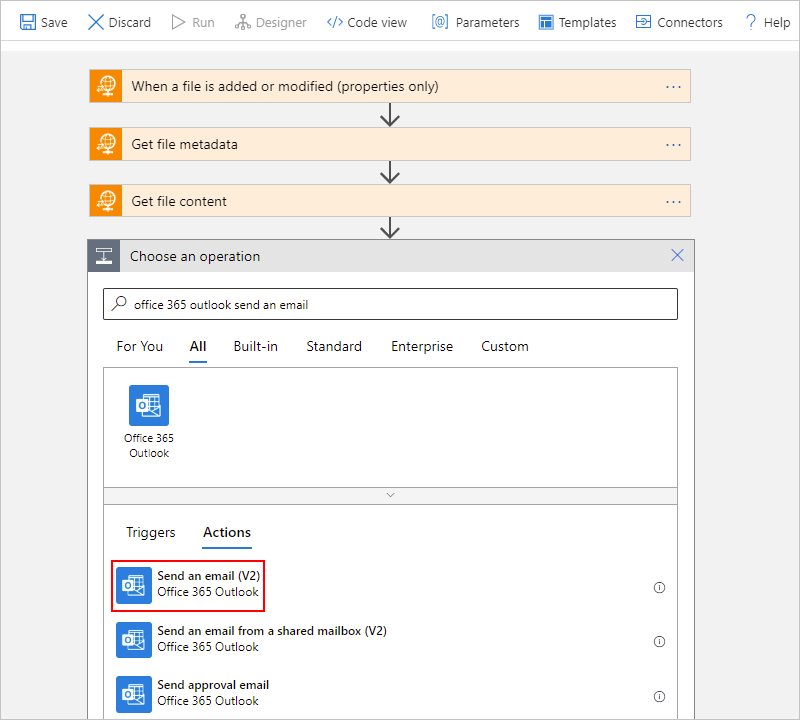 Save Discard Run Designer Code view Parameters Templates Connectors Help
When a file is added or modified (properties only)
Get file metadata
Get file content
Choose an operation
office 365 outlook send an email
For You All Built-in Standard Enterprise Custom
Office 365
Outlook
Triggers Actions
Send an email (V2)
Office 365 Outlook
Send an email from a shared mailbox (V2)
Office 365 Outlook
Send approval email
Office 365 Outlook